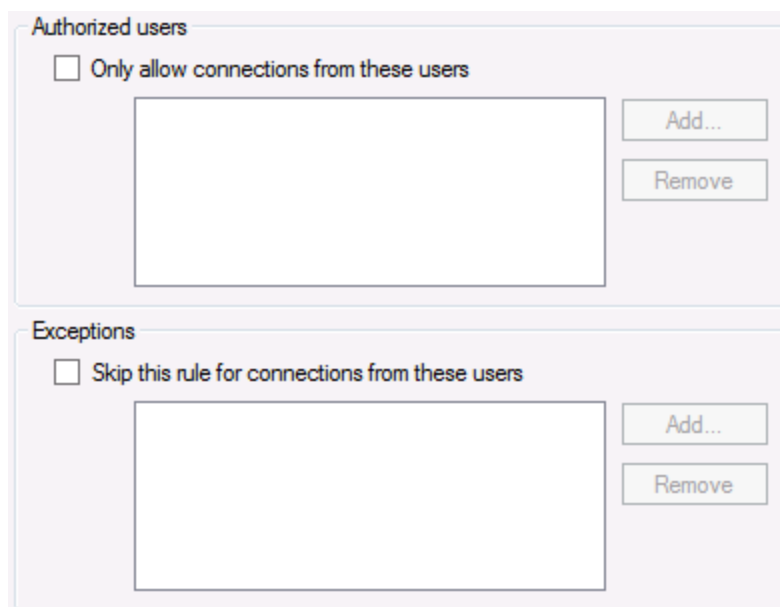 Authorized users
Only allow connections from these users
Add...
Remove
Exceptions
Skip this rule for connections from these users
Add...
Remove